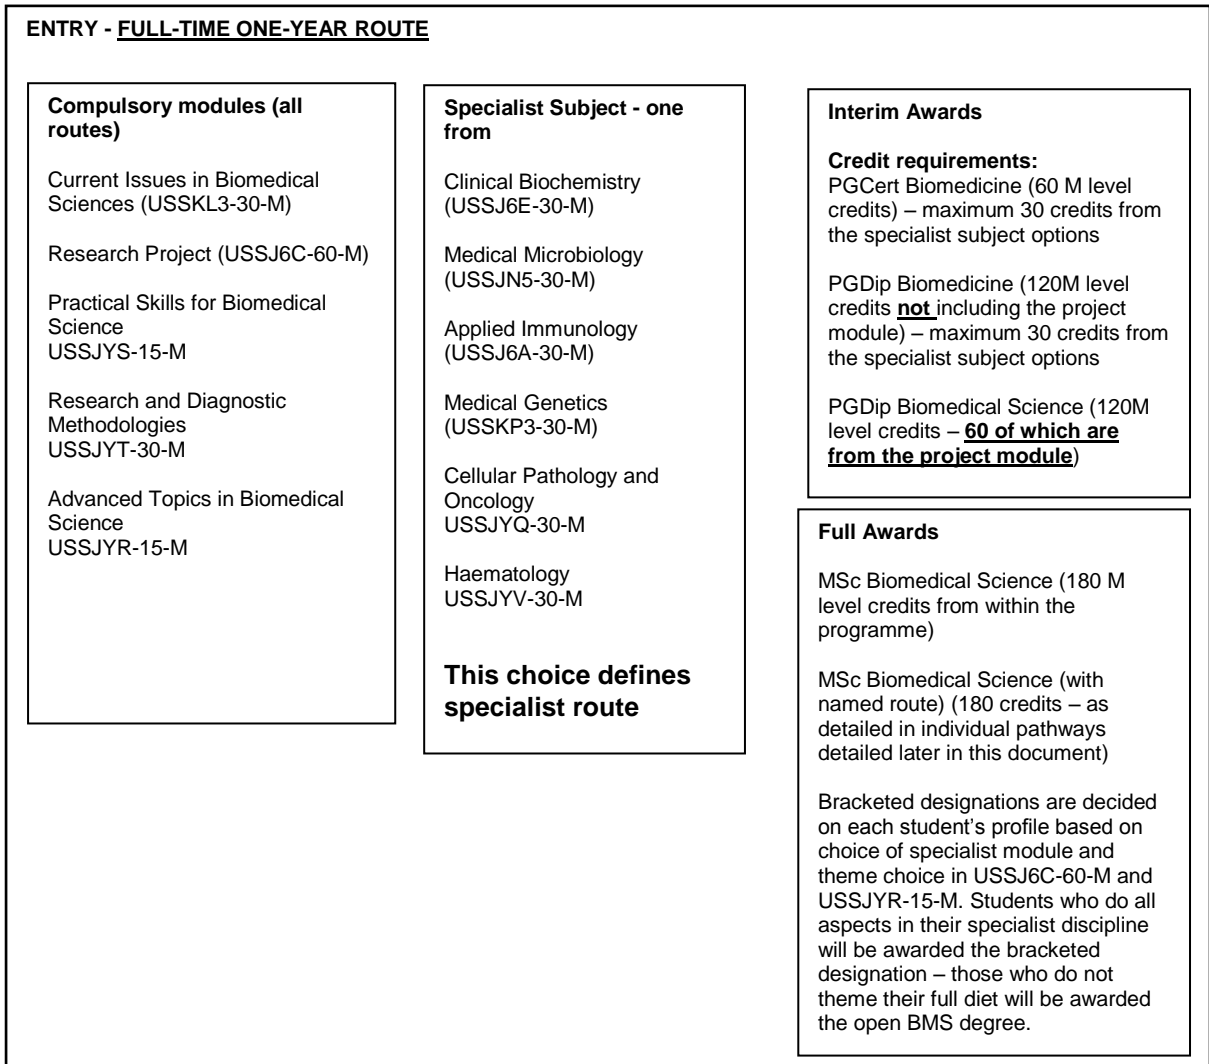 ENTRY - FULL-TIME ONE-YEAR ROUTE
Compulsory modules (all
routes)
Current Issues in Biomedical
Sciences (USSKL3-30-M)
Research Project (USSJ6C-60-M)
Practical Skills for Biomedical
Science
USSJYS-15-M
Research and Diagnostic
Methodologies
USSJYT-30-M
Advanced Topics in Biomedical
Science
USSJYR-15-M
Specialist Subject - one
from
Clinical Biochemistry
(USSJ6E-30-M)
Medical Microbiology
(USSJN5-30-M)
Applied Immunology
(USSJ6A-30-M)
Medical Genetics
(USSKP3-30-M)
Cellular Pathology and
Oncology
USSJYQ-30-M
Haematology
USSJYV-30-M
This choice defines
specialist route
Interim Awards
Credit requirements:
PGCert Biomedicine (60 M level
credits) – maximum 30 credits from
the specialist subject options
PGDip Biomedicine (120M level
credits not including the project
module) – maximum 30 credits from
the specialist subject options
PGDip Biomedical Science (120M
level credits – 60 of which are
from the project module)
Full Awards
MSc Biomedical Science (180 M
level credits from within the
programme)
MSc Biomedical Science (with
named route) (180 credits – as
detailed in individual pathways
detailed later in this document)
Bracketed designations are decided
on each student’s profile based on
choice of specialist module and
theme choice in USSJ6C-60-M and
USSJYR-15-M. Students who do all
aspects in their specialist discipline
will be awarded the bracketed
designation – those who do not
theme their full diet will be awarded
the open BMS degree.